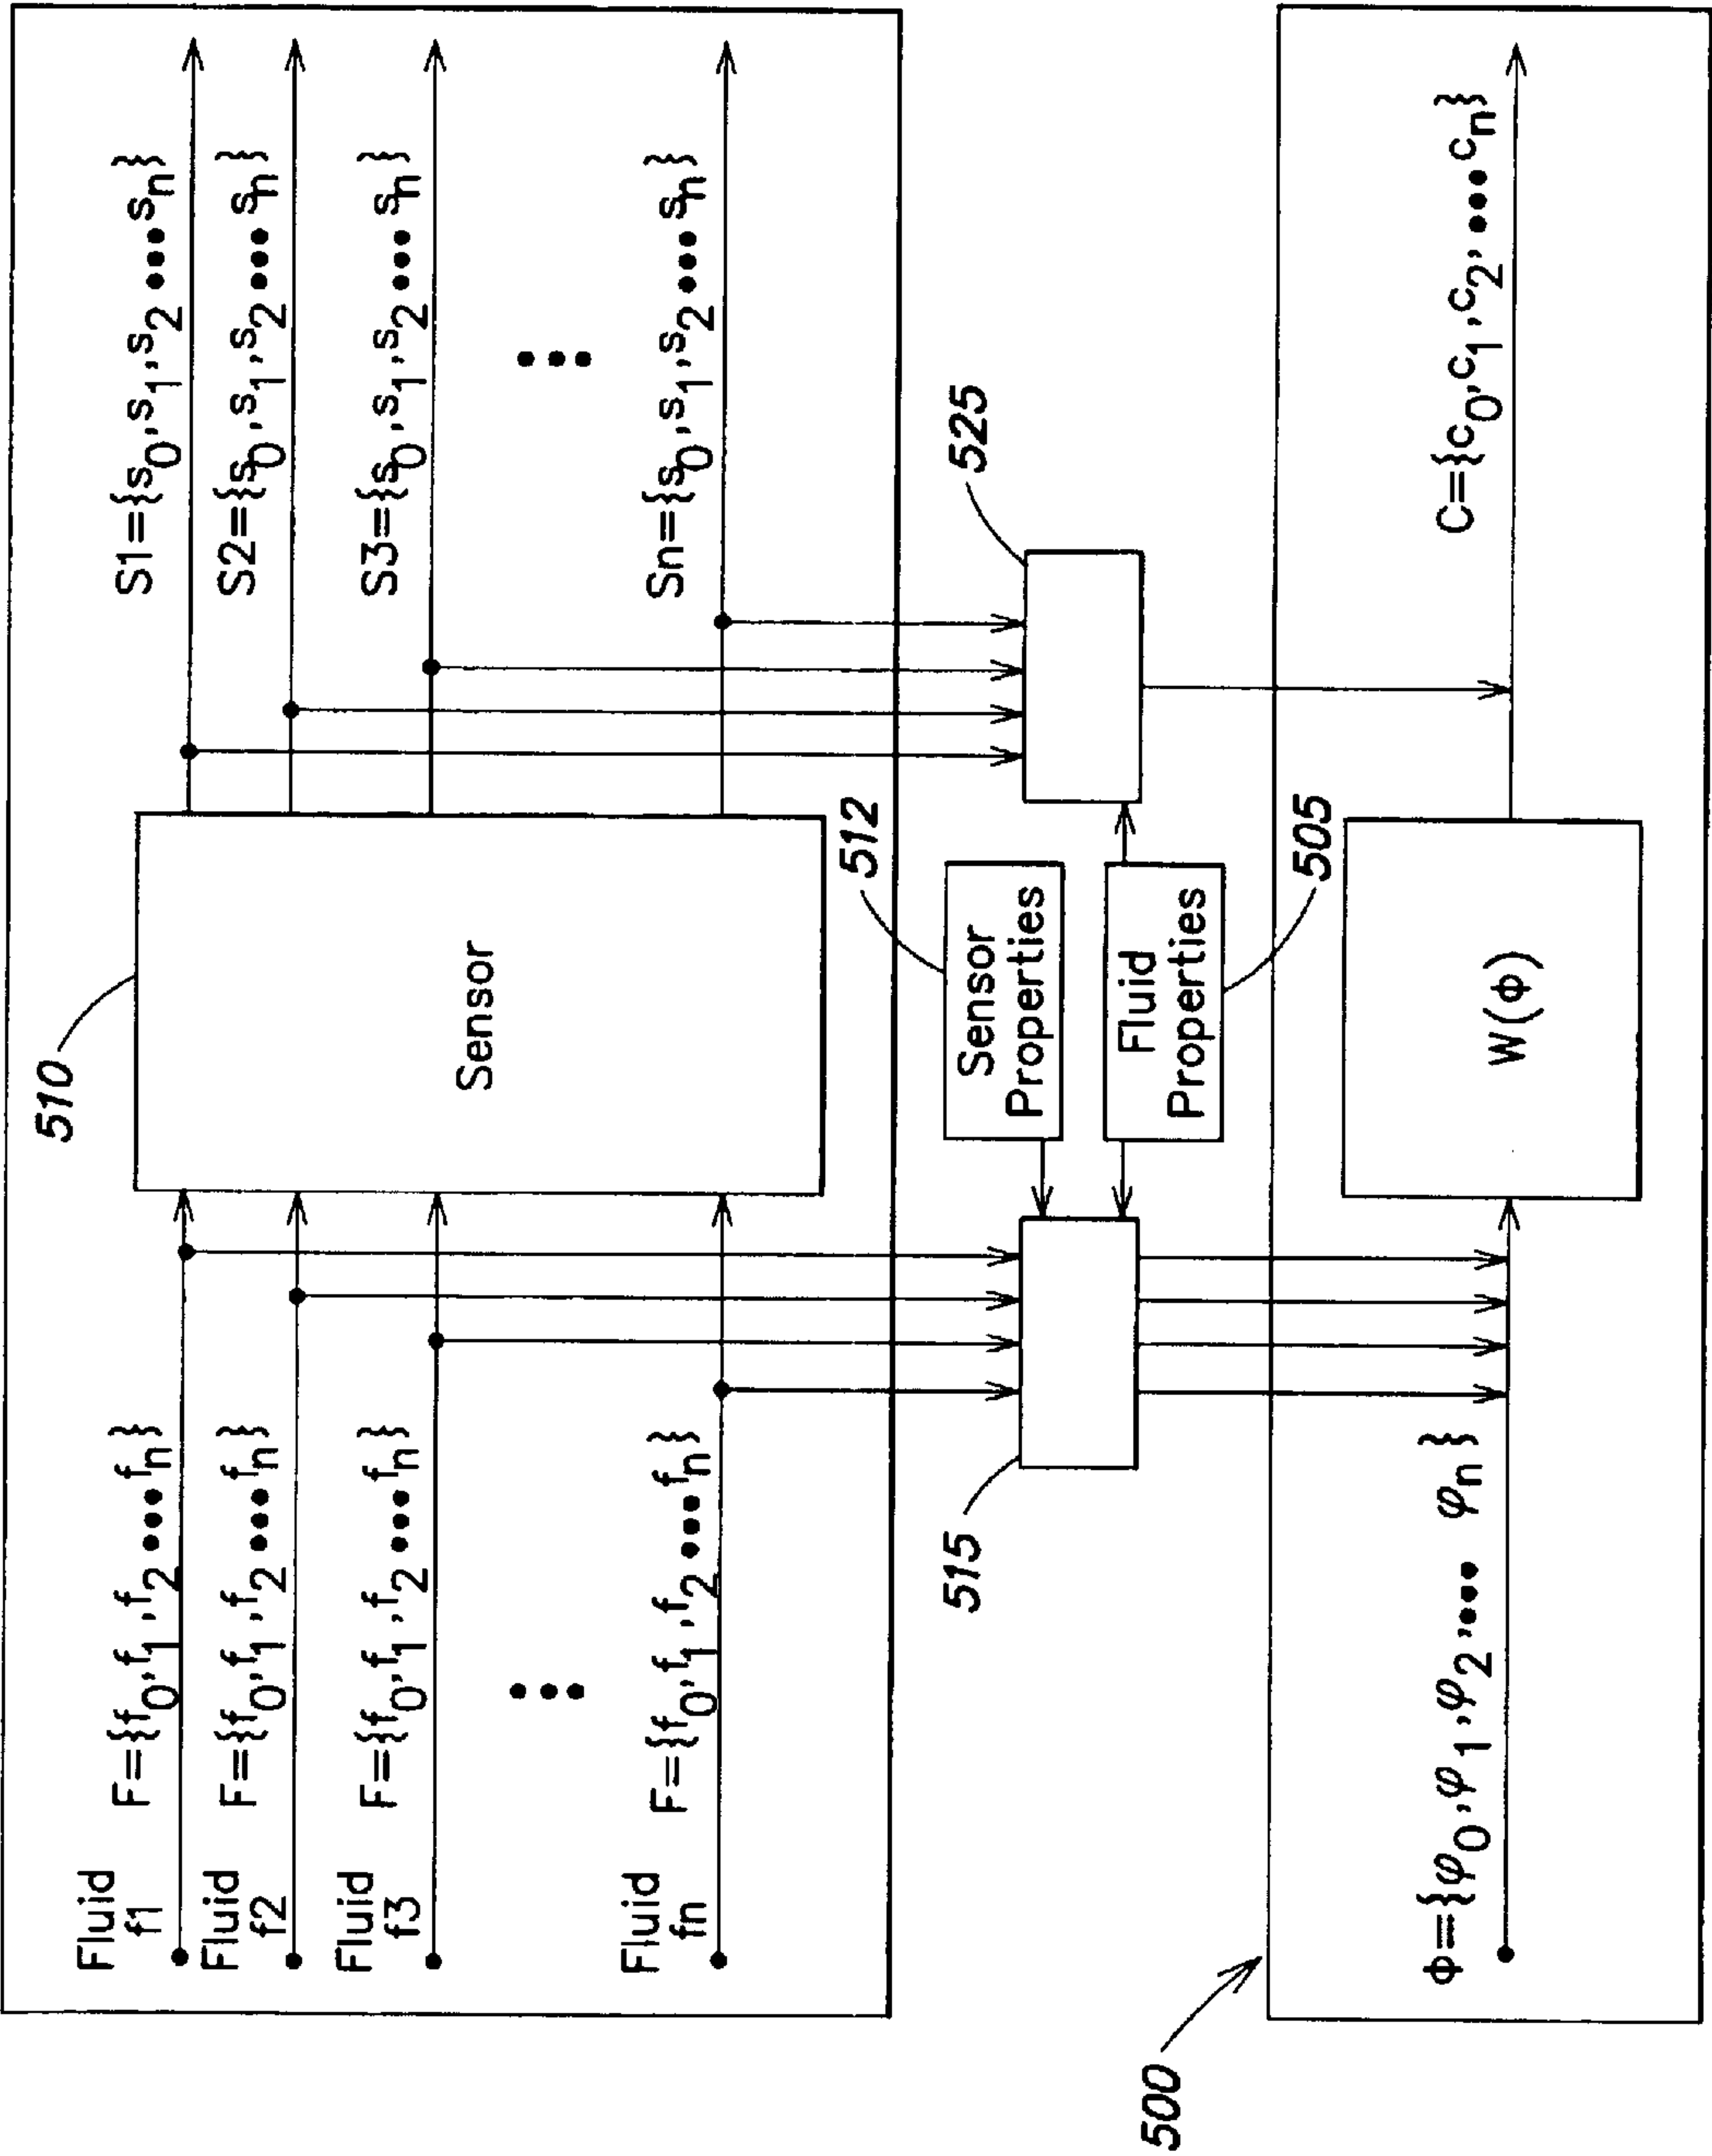 510
Fluid
f1
F={f0,f1,f2•••fn}
S1={s0,s1,s2•••sn}
Fluid
f2
F={f0,f1,f2•••fn}
S2={s0,s1,s2•••sn}
Fluid
f3
F={f0,f1,f2•••fn}
Sensor
S3={s0,s1,s2•••sn}
•••
•••
Fluid
fn
F={f0,f1,f2•••fn}
Sn={s0,s1,s2•••sn}
515
512
525
Sensor
Properties
Fluid
Properties
505
500
φ={φ0,φ1,φ2,••• φn}
W(φ)
C={c0,c1,c2,•••cn}